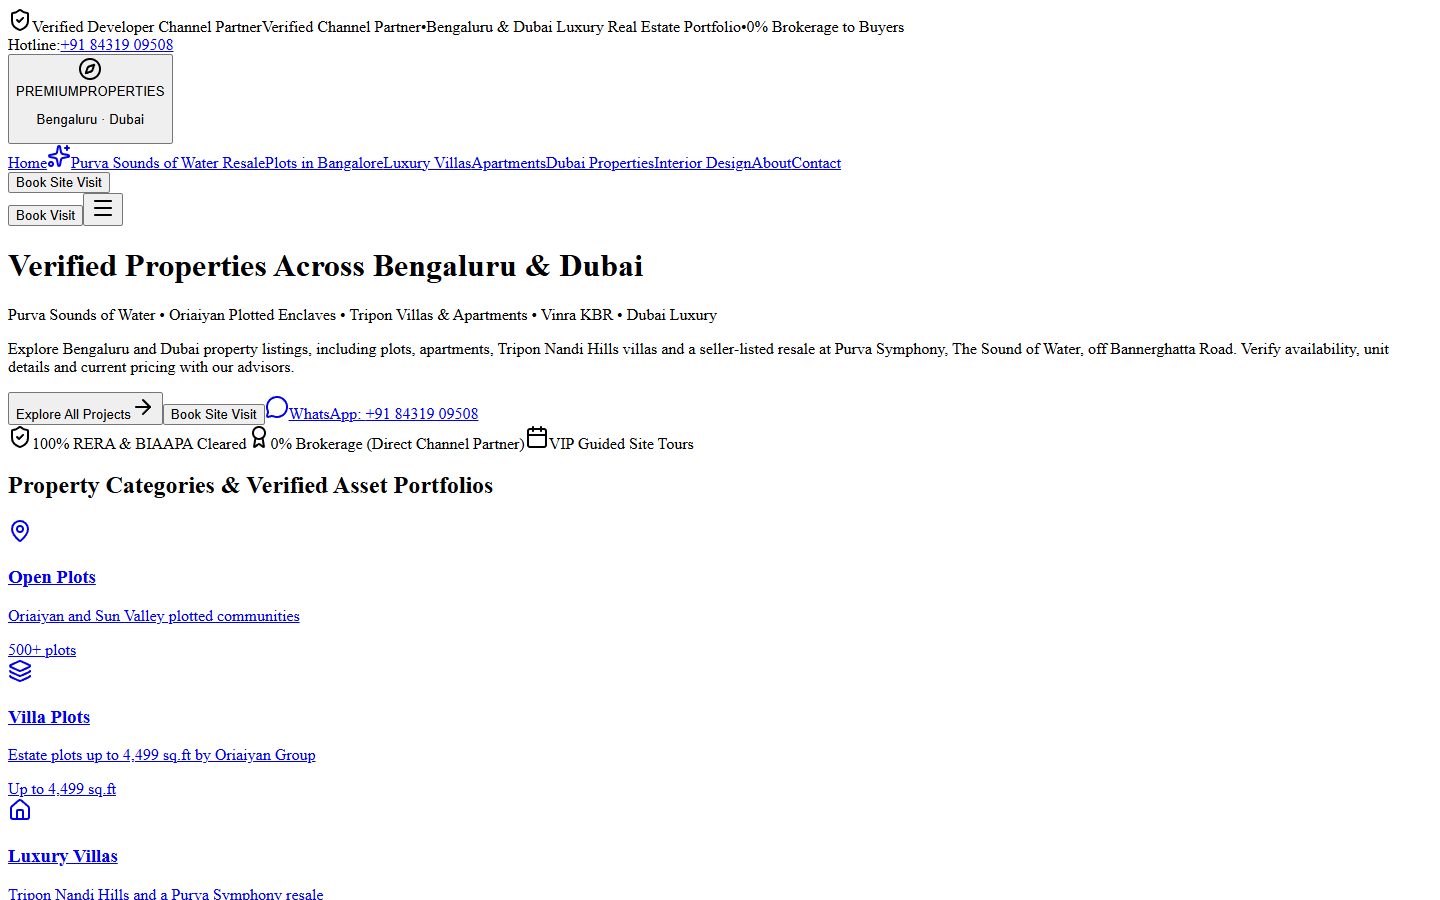 Verified Developer Channel PartnerVerified Channel Partner•Bengaluru & Dubai Luxury Real Estate Portfolio•0% Brokerage to Buyers
Hotline:+91 84319 09508
PREMIUMPROPERTIES
Bengaluru · Dubai
HomePurva Sounds of Water ResalePlots in BangaloreLuxury VillasApartmentsDubai PropertiesInterior DesignAboutContact
Book Site Visit
Book Visit
Verified Properties Across Bengaluru & Dubai
Purva Sounds of Water • Oriaiyan Plotted Enclaves • Tripon Villas & Apartments • Vinra KBR • Dubai Luxury
Explore Bengaluru and Dubai property listings, including plots, apartments, Tripon Nandi Hills villas and a seller-listed resale at Purva Symphony, The Sound of Water, off Bannerghatta Road. Verify availability, unit
details and current pricing with our advisors.
Explore All Projects Book Site Visit WhatsApp: +91 84319 09508
100% RERA & BIAAPA Cleared 0% Brokerage (Direct Channel Partner) VIP Guided Site Tours
Property Categories & Verified Asset Portfolios
Open Plots
Oriaiyan and Sun Valley plotted communities
500+ plots
Villa Plots
Estate plots up to 4,499 sq.ft by Oriaiyan Group
Up to 4,499 sq.ft
Luxury Villas
Tripon Nandi Hills and a Purva Symphony resale